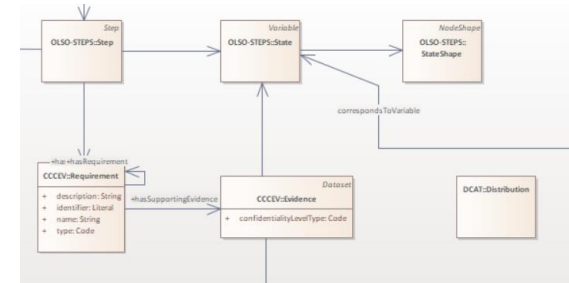 Step
OLSO-STEPS::Step
Variable
OLSO-STEPS::State
NodeShape
OLSO-STEPS::
StateShape
correspondsToVariable
+hasRequirement
CCCEV::Requirement
+ description: String
+ identifier: Literal
+ name: String
+ type: Code
+hasSupportingEvidence
Dataset
CCCEV::Evidence
+ confidentialityLevelType: Code
DCAT::Distribution